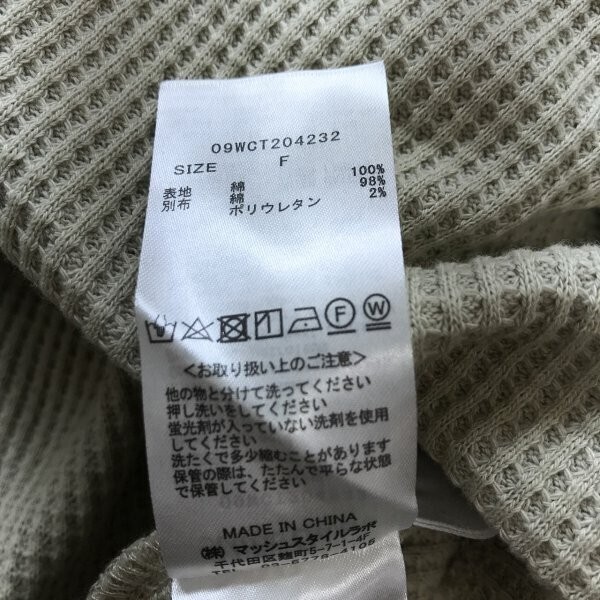 09WCT204232
SIZE F
表地 綿 100%
別布 綿 98%
ポリウレタン 2%
F W
<お取り扱い上のご注意>
他の物と分けて洗ってください
押し洗いをしてください
蛍光剤が入っていない洗剤を使用
してください
洗たくで多少縮むことがあります
保管の際は、たたんで平らな状態
で保管してください
MADE IN CHINA
(株)マッシュスタイルラボ
千代田区麹町5-7-1-4F
TEL